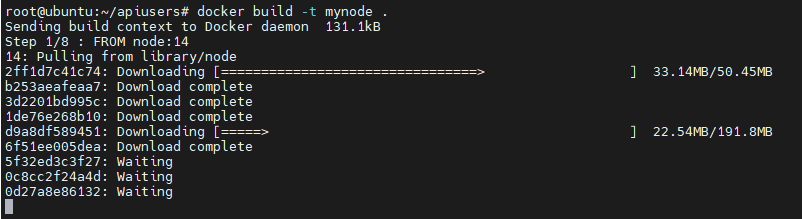 root@ubuntu:~/apiusers# docker build -t mynode .
Sending build context to Docker daemon  131.1kB
Step 1/8 : FROM node:14
14: Pulling from library/node
2ff1d7c41c74: Downloading [================================>                  ]  33.14MB/50.45MB
b253aeafeaa7: Download complete
3d2201bd995c: Download complete
1de76e268b10: Download complete
d9a8df589451: Downloading [=====>                                             ]  22.54MB/191.8MB
6f51ee005dea: Download complete
5f32ed3c3f27: Waiting
0c8cc2f24a4d: Waiting
0d27a8e86132: Waiting